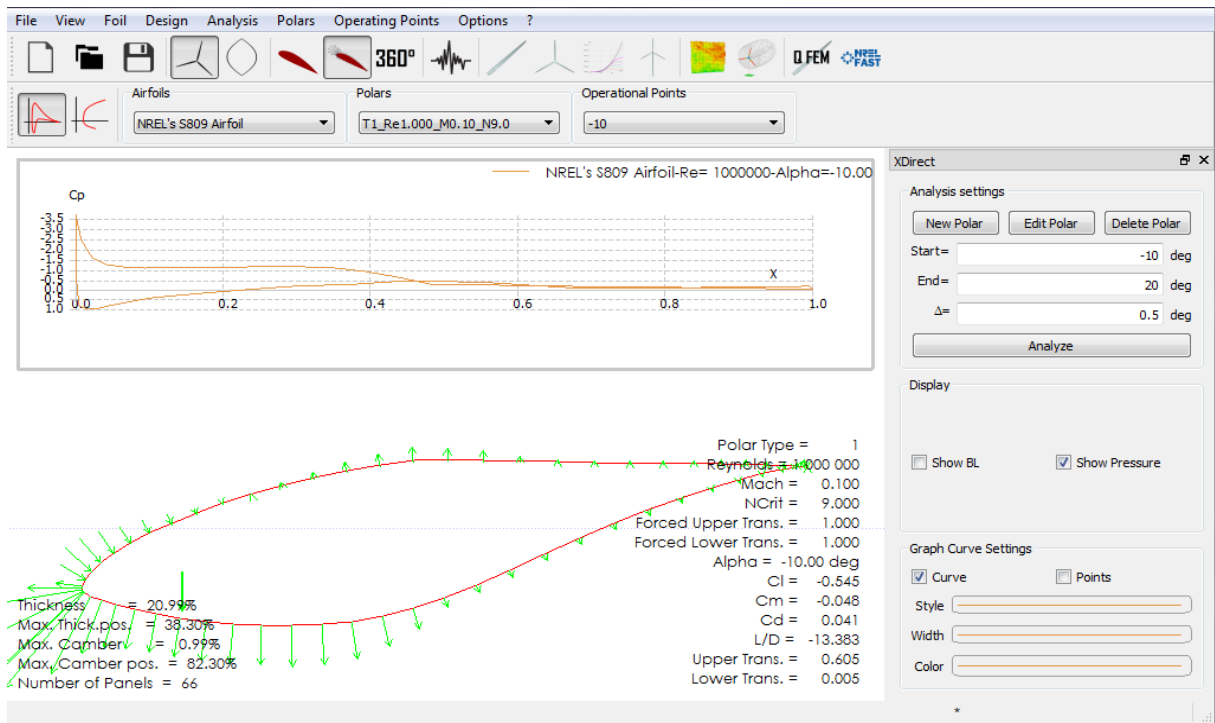 File View Foil Design Analysis Polars Operating Points Options ?
360° Q FEM NREL FAST
Airfoils Polars Operational Points
NREL's S809 Airfoil T1_Re1.000_M0.10_N9.0 -10
XDirect
NREL's S809 Airfoil-Re= 1000000-Alpha=-10.00
Cp
-3.5
-3.0
-2.5
-2.0
-1.5
-1.0
-0.5
0.0
0.5
1.0
X
0.0 0.2 0.4 0.6 0.8 1.0
Analysis settings
New Polar Edit Polar Delete Polar
Start= -10 deg
End= 20 deg
Δ= 0.5 deg
Analyze
Display
Show BL Show Pressure
Graph Curve Settings
Curve Points
Style
Width
Color
Polar Type = 1
Reynolds = 1 000 000
Mach = 0.100
NCrit = 9.000
Forced Upper Trans. = 1.000
Forced Lower Trans. = 1.000
Alpha = -10.00 deg
Cl = -0.545
Cm = -0.048
Cd = 0.041
L/D = -13.383
Upper Trans. = 0.605
Lower Trans. = 0.005
Thickness = 20.99%
Max. Thick.pos. = 38.30%
Max. Camber = 0.99%
Max. Camber pos. = 82.30%
Number of Panels = 66
*